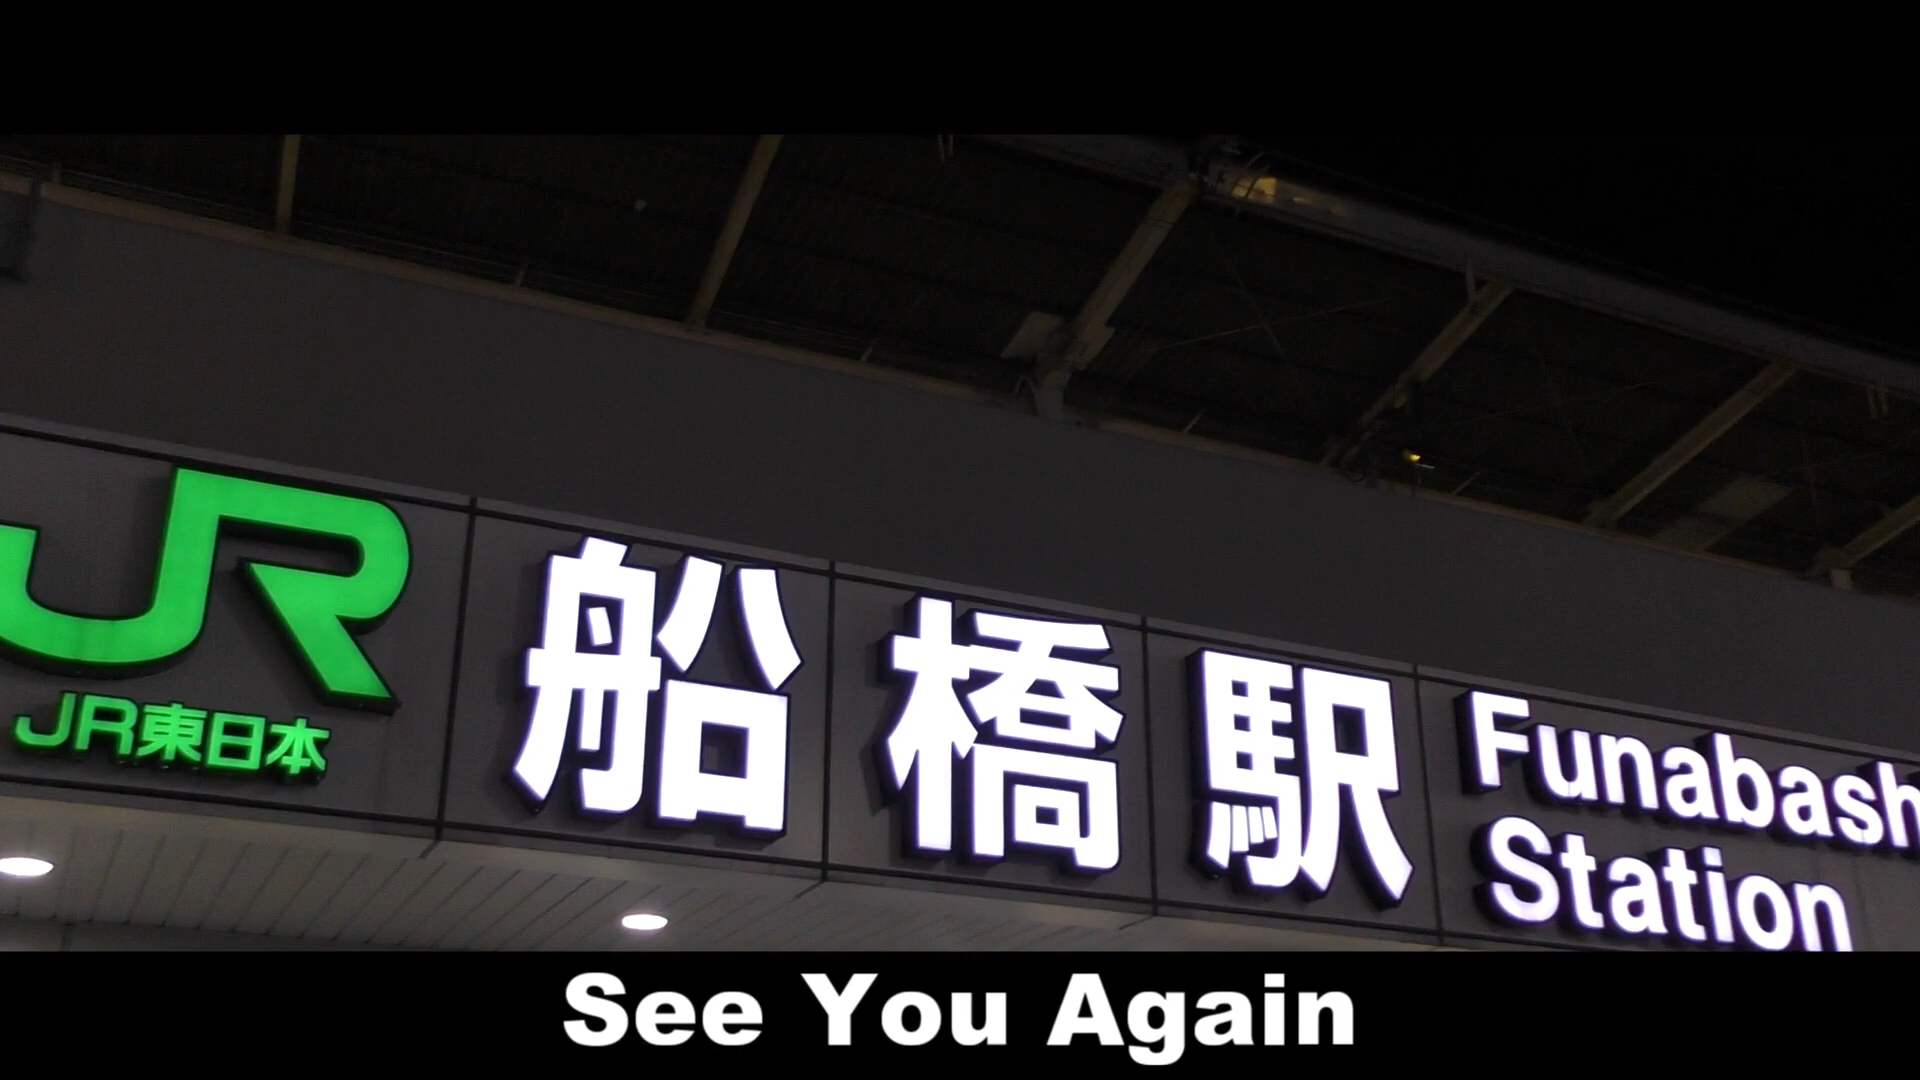 JR
JR東日本
船橋駅
Funabash
Station
See You Again